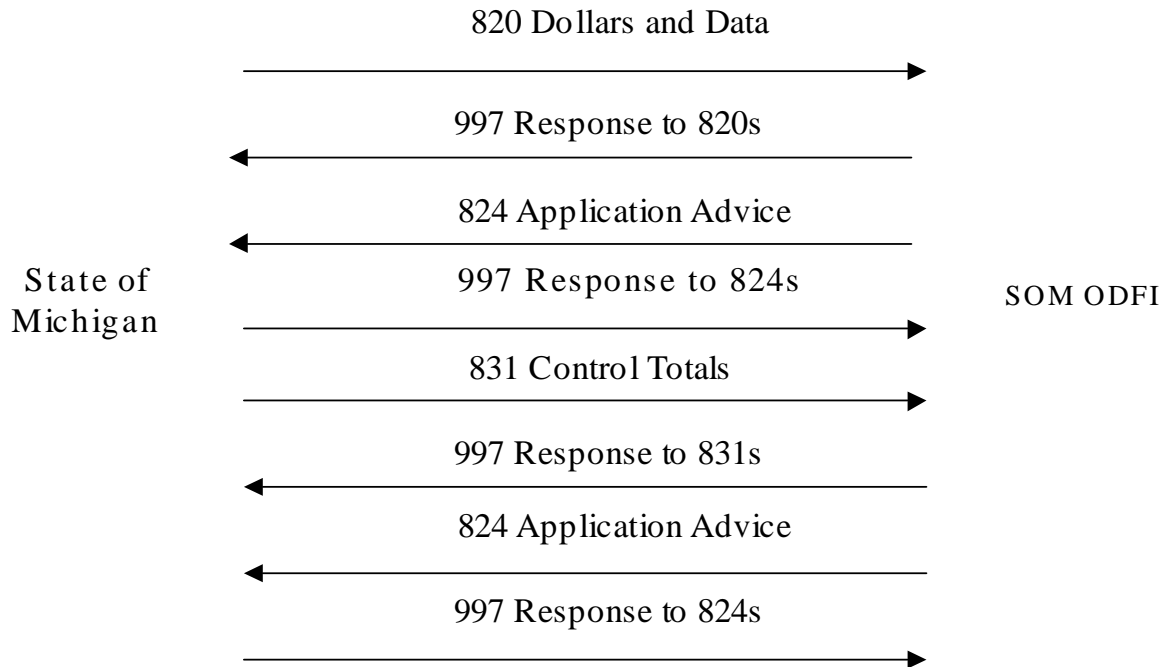 820 Dollars and Data
997 Response to 820s
824 Application Advice
State of
Michigan
997 Response to 824s
SOM ODFI
831 Control Totals
997 Response to 831s
824 Application Advice
997 Response to 824s